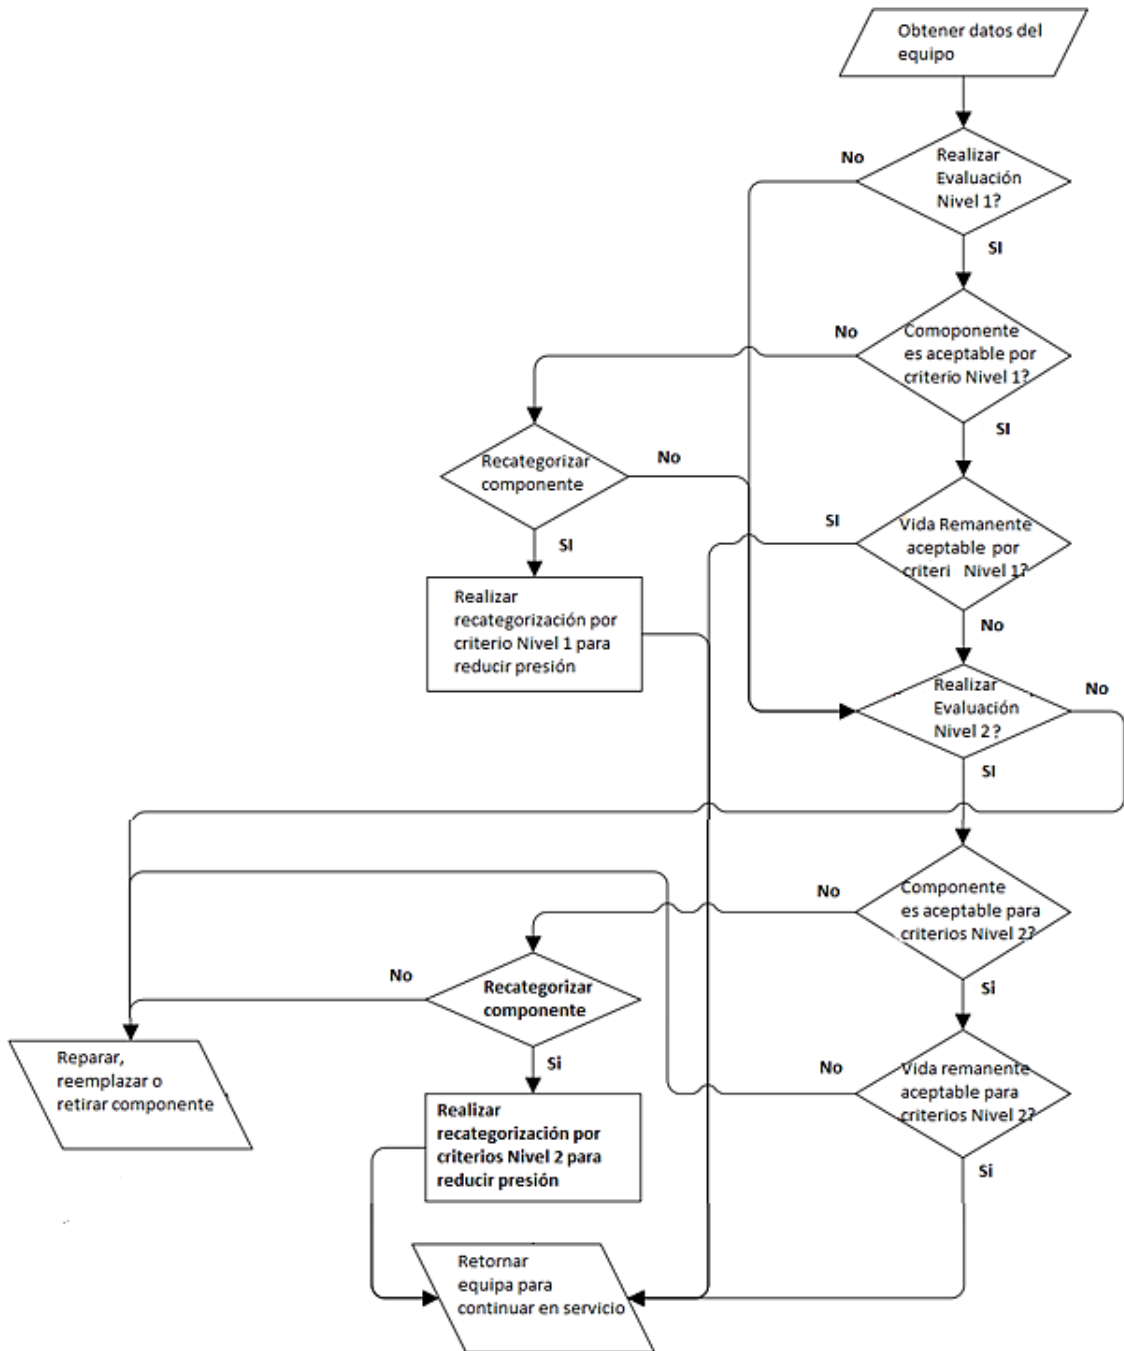 Obtener datos del
equipo
No
Realizar
Evaluación
Nivel 1?
SI
No
Comoponente
es aceptable por
criterio Nivel 1?
SI
Recategorizar
componente
No
SI
SI
Vida Remanente
aceptable por
criteri Nivel 1?
No
Realizar
recategorización por
criterio Nivel 1 para
reducir presión
Realizar
Evaluación
Nivel 2?
No
SI
No
Componente
es aceptable para
criterios Nivel 2?
Si
No
Recategorizar
componente
Si
Reparar,
reemplazar o
retirar componente
No
Vida remanente
aceptable para
criterios Nivel 2?
Si
Realizar
recategorización por
criterios Nivel 2 para
reducir presión
Retornar
equipa para
continuar en servicio